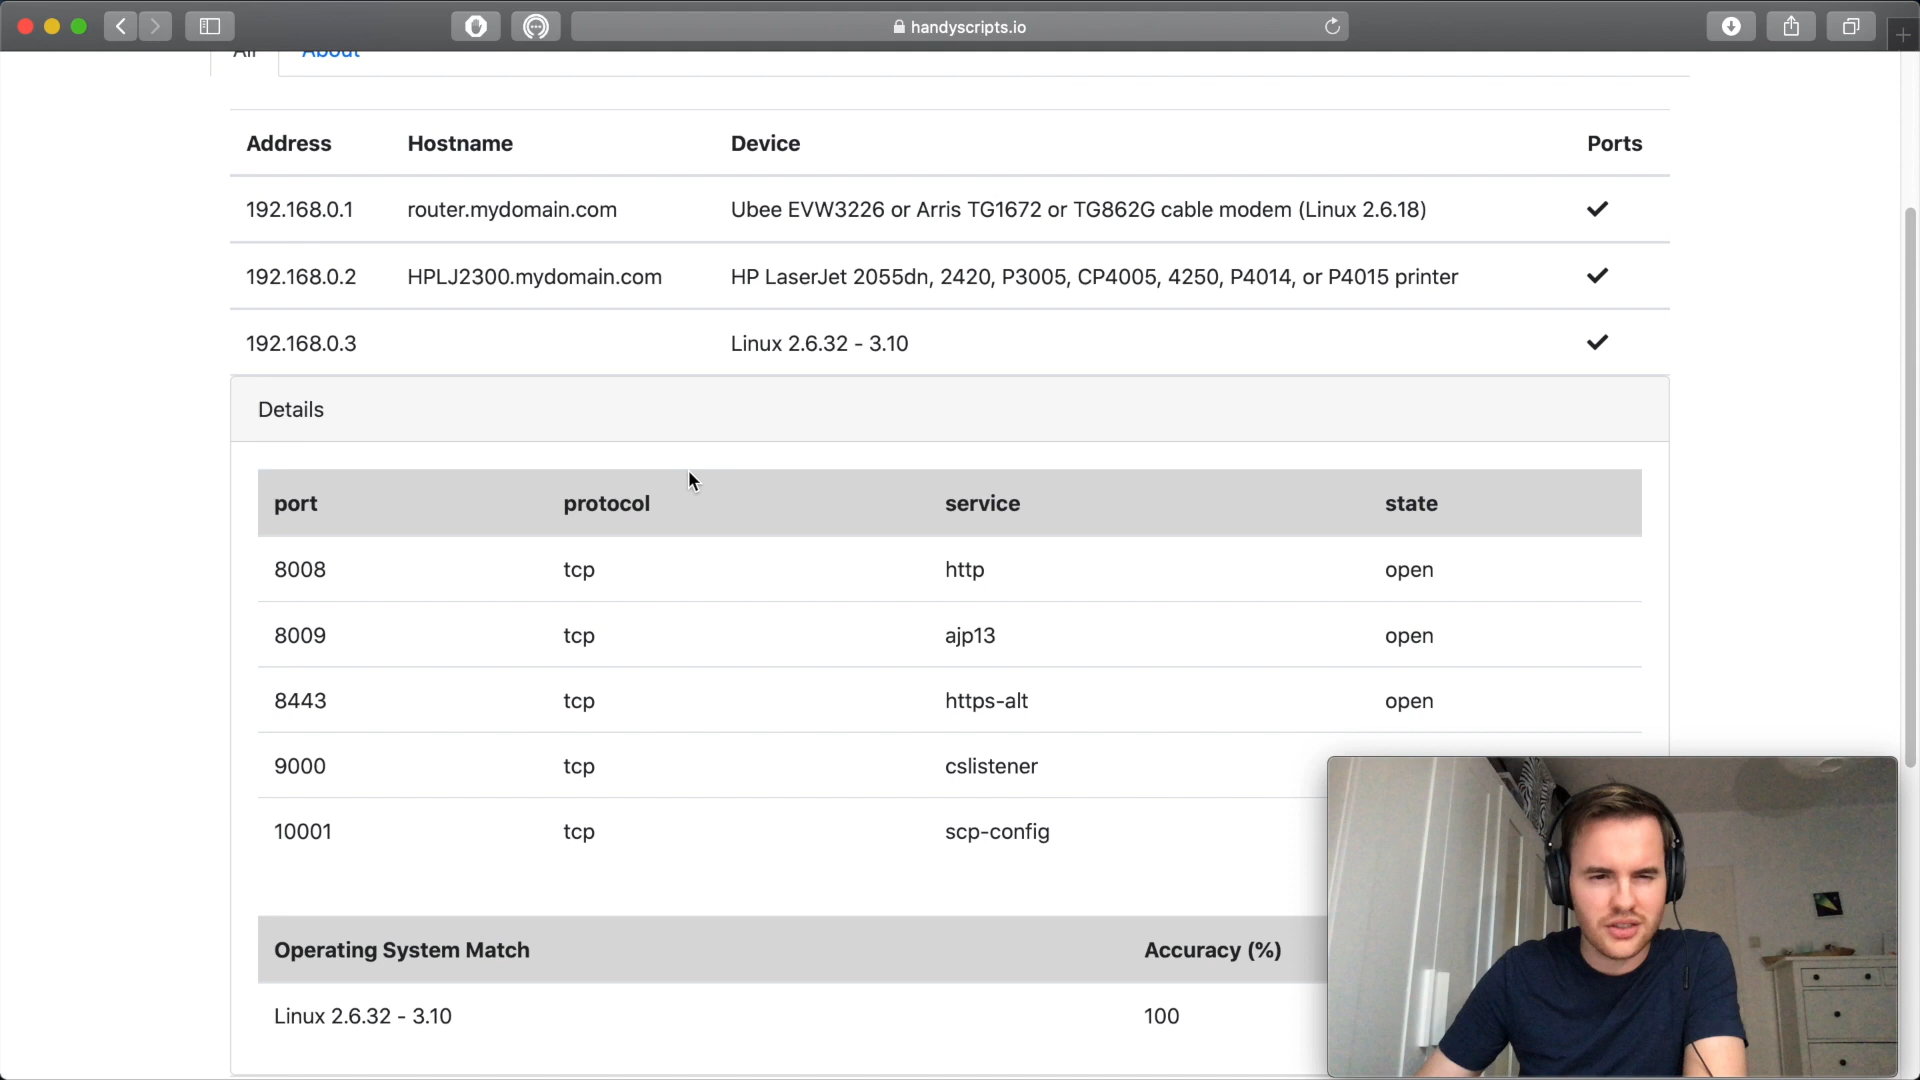 handyscripts.io
All About
Address Hostname Device Ports
192.168.0.1 router.mydomain.com Ubee EVW3226 or Arris TG1672 or TG862G cable modem (Linux 2.6.18)
192.168.0.2 HPLJ2300.mydomain.com HP LaserJet 2055dn, 2420, P3005, CP4005, 4250, P4014, or P4015 printer
192.168.0.3 Linux 2.6.32 - 3.10
Details
port protocol service state
8008 tcp http open
8009 tcp ajp13 open
8443 tcp https-alt open
9000 tcp cslistener
10001 tcp scp-config
Operating System Match Accuracy (%)
Linux 2.6.32 - 3.10 100